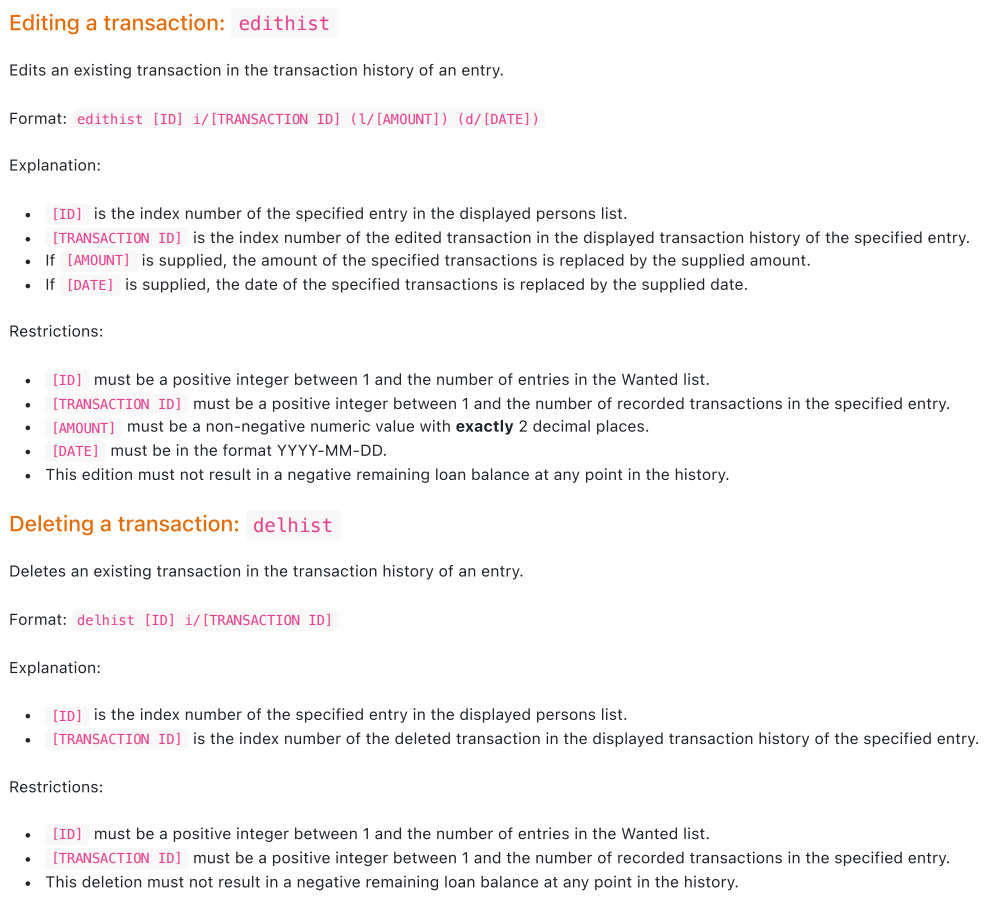 Editing a transaction: edithist
Edits an existing transaction in the transaction history of an entry.
Format: edithist [ID] i/[TRANSACTION ID] (l/[AMOUNT]) (d/[DATE])
Explanation:
• [ID] is the index number of the specified entry in the displayed persons list.
• [TRANSACTION ID] is the index number of the edited transaction in the displayed transaction history of the specified entry.
• If [AMOUNT] is supplied, the amount of the specified transactions is replaced by the supplied amount.
• If [DATE] is supplied, the date of the specified transactions is replaced by the supplied date.
Restrictions:
• [ID] must be a positive integer between 1 and the number of entries in the Wanted list.
• [TRANSACTION ID] must be a positive integer between 1 and the number of recorded transactions in the specified entry.
• [AMOUNT] must be a non-negative numeric value with exactly 2 decimal places.
• [DATE] must be in the format YYYY-MM-DD.
• This edition must not result in a negative remaining loan balance at any point in the history.
Deleting a transaction: delhist
Deletes an existing transaction in the transaction history of an entry.
Format: delhist [ID] i/[TRANSACTION ID]
Explanation:
• [ID] is the index number of the specified entry in the displayed persons list.
• [TRANSACTION ID] is the index number of the deleted transaction in the displayed transaction history of the specified entry.
Restrictions:
• [ID] must be a positive integer between 1 and the number of entries in the Wanted list.
• [TRANSACTION ID] must be a positive integer between 1 and the number of recorded transactions in the specified entry.
• This deletion must not result in a negative remaining loan balance at any point in the history.